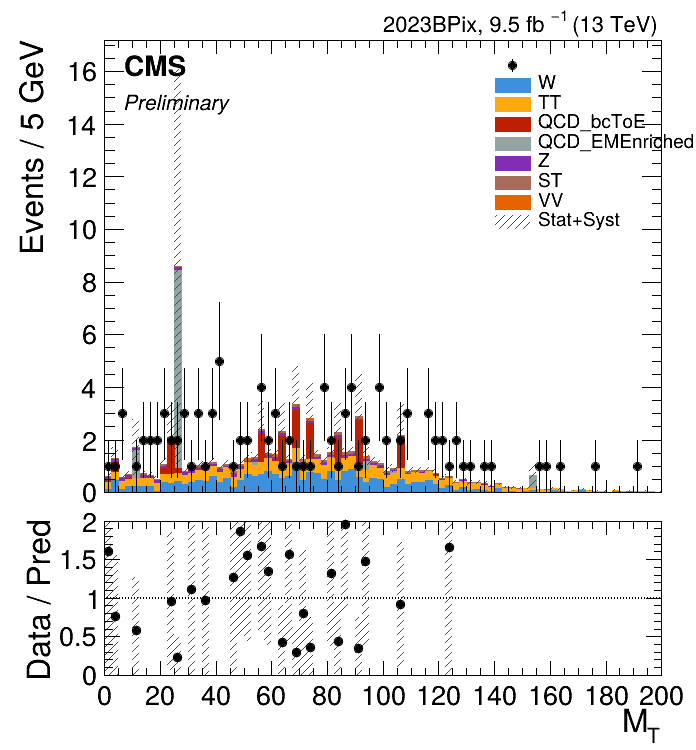 2023BPix, 9.5 fb⁻¹ (13 TeV)
Events / 5 GeV
CMS
Preliminary
W
TT
QCD_bcToE
QCD_EMEnriched
Z
ST
VV
Stat+Syst
16
14
12
10
8
6
4
2
0
Data / Pred
2
1.5
1
0.5
0
0 20 40 60 80 100 120 140 160 180 200
M_T